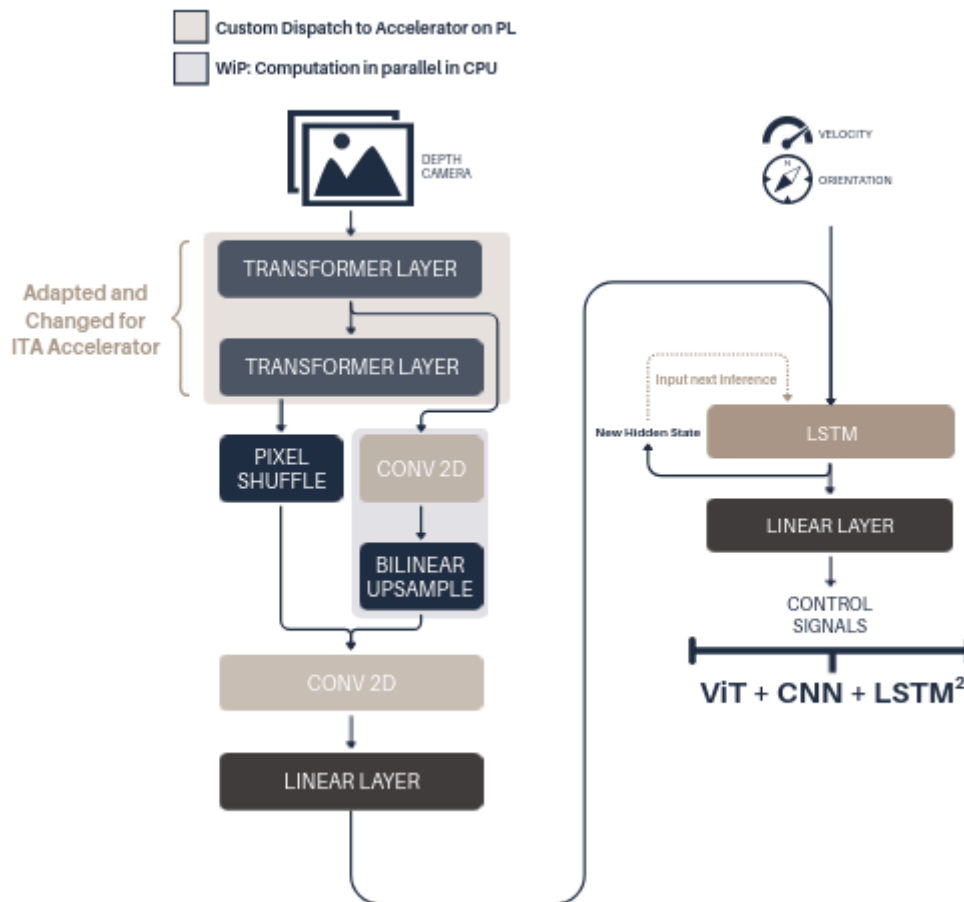 Custom Dispatch to Accelerator on PL
WiP: Computation in parallel in CPU
DEPTH
CAMERA
VELOCITY
N
ORIENTATION
TRANSFORMER LAYER
Adapted and
Changed for
ITA Accelerator
TRANSFORMER LAYER
Input next inference
New Hidden State
LSTM
PIXEL
SHUFFLE
CONV 2D
LINEAR LAYER
BILINEAR
UPSAMPLE
CONTROL
SIGNALS
CONV 2D
ViT + CNN + LSTM²
LINEAR LAYER